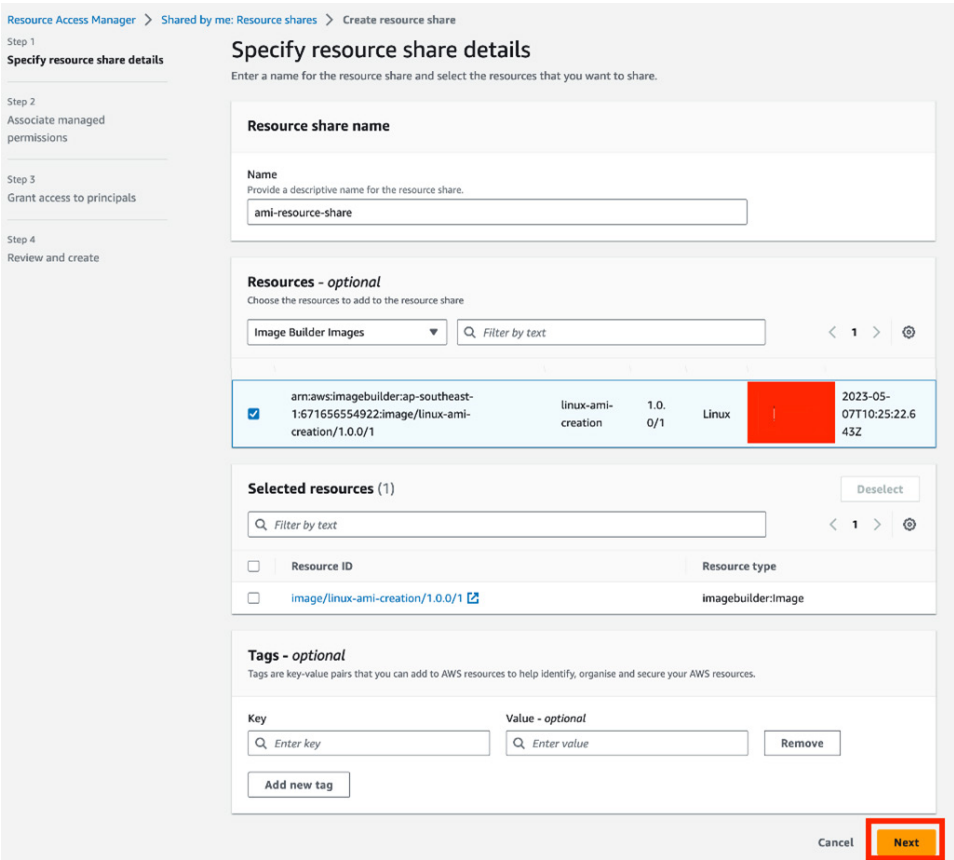 Resource Access Manager > Shared by me: Resource shares > Create resource share
Step 1
Specify resource share details
Step 2
Associate managed
permissions
Step 3
Grant access to principals
Step 4
Review and create
Specify resource share details
Enter a name for the resource share and select the resources that you want to share.
Resource share name
Name
Provide a descriptive name for the resource share.
ami-resource-share
Resources - optional
Choose the resources to add to the resource share
Image Builder Images
Filter by text
< 1 >
arn:aws:imagebuilder:ap-southeast-
1:671656554922:image/linux-ami-
creation/1.0.0/1
linux-ami-
creation
1.0.
0/1
Linux
2023-05-
07T10:25:22.6
43Z
Selected resources (1)
Deselect
Filter by text
< 1 >
Resource ID
Resource type
image/linux-ami-creation/1.0.0/1
imagebuilder:Image
Tags - optional
Tags are key-value pairs that you can add to AWS resources to help identify, organise and secure your AWS resources.
Key
Value - optional
Enter key
Enter value
Remove
Add new tag
Cancel
Next